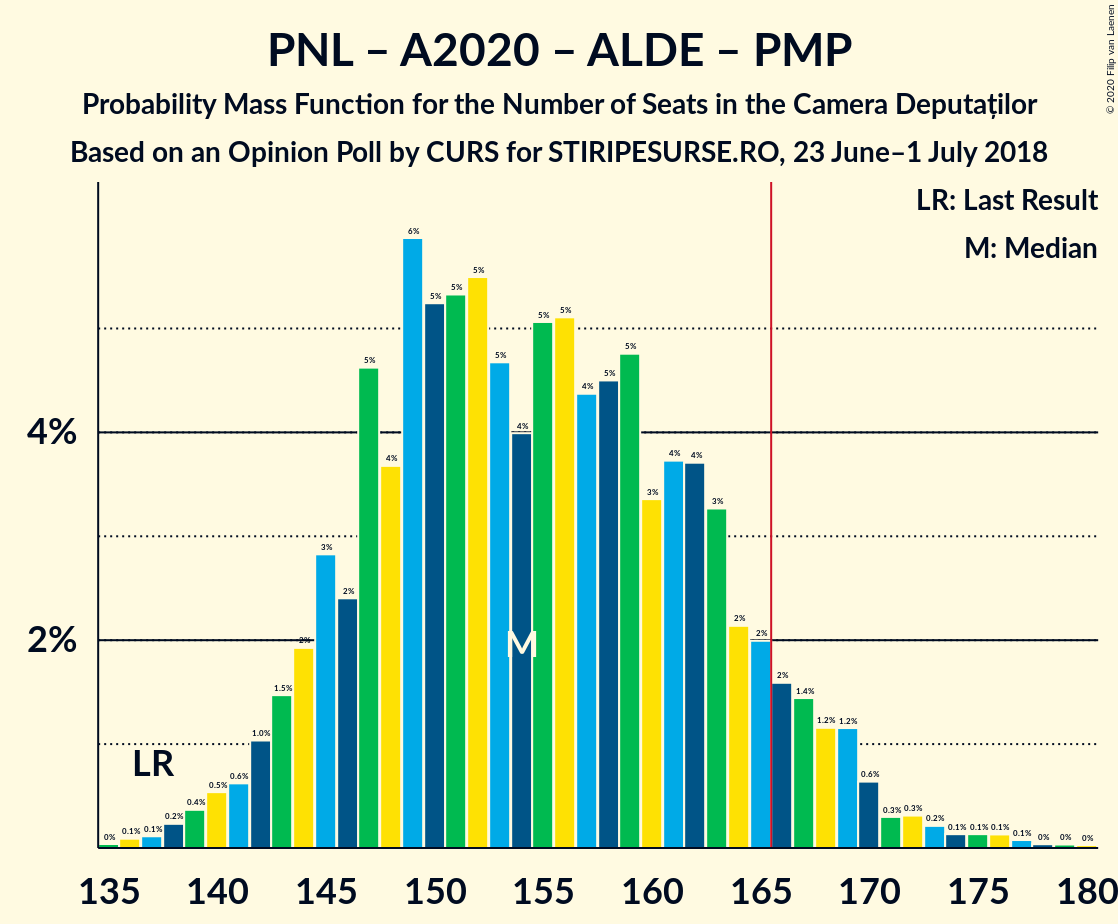 © 2020 Filip van Laenen
PNL – A2020 – ALDE – PMP
Probability Mass Function for the Number of Seats in the Camera Deputaților
Based on an Opinion Poll by CURS for STIRIPESURSE.RO, 23 June–1 July 2018
LR: Last Result
M: Median
4%
2%
LR
M
0% 0.1% 0.1% 0.2% 0.4% 0.5% 0.6% 1.0% 1.5% 2% 3% 2% 5% 4% 6% 5% 5% 5% 5% 4% 5% 5% 4% 5% 5% 3% 4% 4% 3% 2% 2% 2% 1.4% 1.2% 1.2% 0.6% 0.3% 0.3% 0.2% 0.1% 0.1% 0.1% 0.1% 0% 0% 0%
135 140 145 150 155 160 165 170 175 180